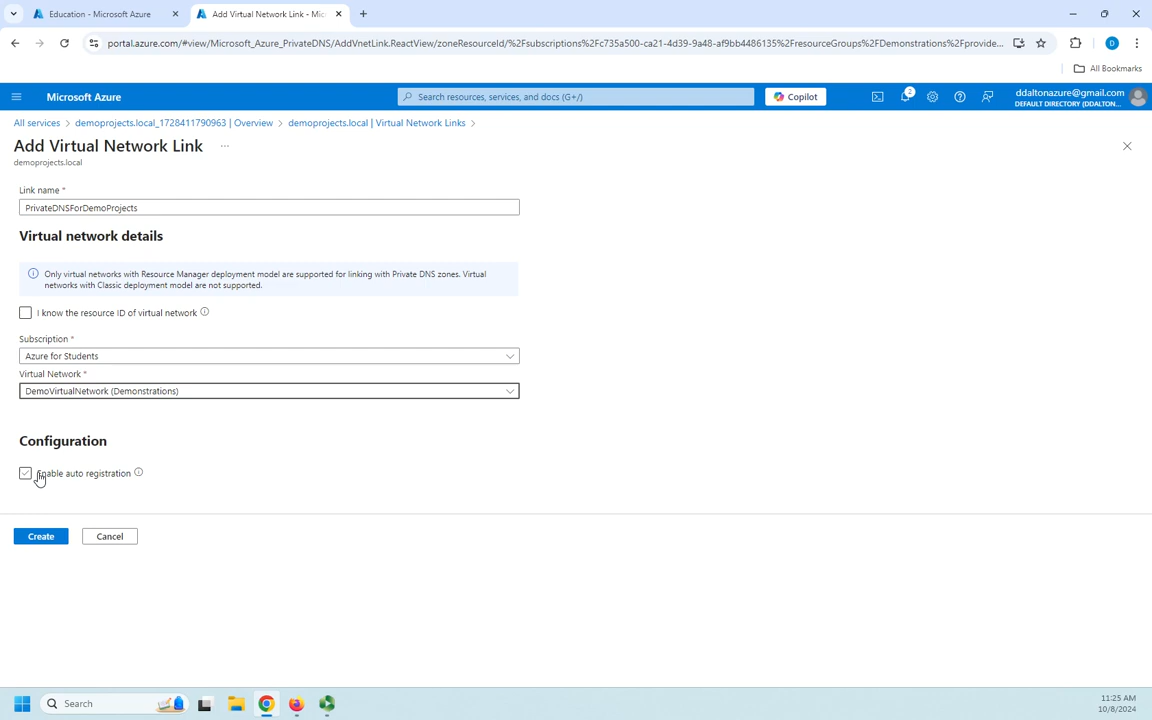 Education - Microsoft Azure
Add Virtual Network Link - Mic
portal.azure.com/#view/Microsoft_Azure_PrivateDNS/AddVnetLink.ReactView/zoneResourceId/%2Fsubscriptions%2Fc735a500-ca21-4d39-9a48-af9bb4486135%2FresourceGroups%2FDemonstrations%2Fprovide...
All Bookmarks
Microsoft Azure
Search resources, services, and docs (G+/)
Copilot
2
ddaltonazure@gmail.com
DEFAULT DIRECTORY (DDALTON...
All services > demoprojects.local_1728411790963 | Overview > demoprojects.local | Virtual Network Links >
Add Virtual Network Link ...
demoprojects.local
Link name *
PrivateDNSForDemoProjects
Virtual network details
Only virtual networks with Resource Manager deployment model are supported for linking with Private DNS zones. Virtual
networks with Classic deployment model are not supported.
I know the resource ID of virtual network
Subscription *
Azure for Students
Virtual Network *
DemoVirtualNetwork (Demonstrations)
Configuration
Enable auto registration
Create
Cancel
Search
11:25 AM
10/8/2024